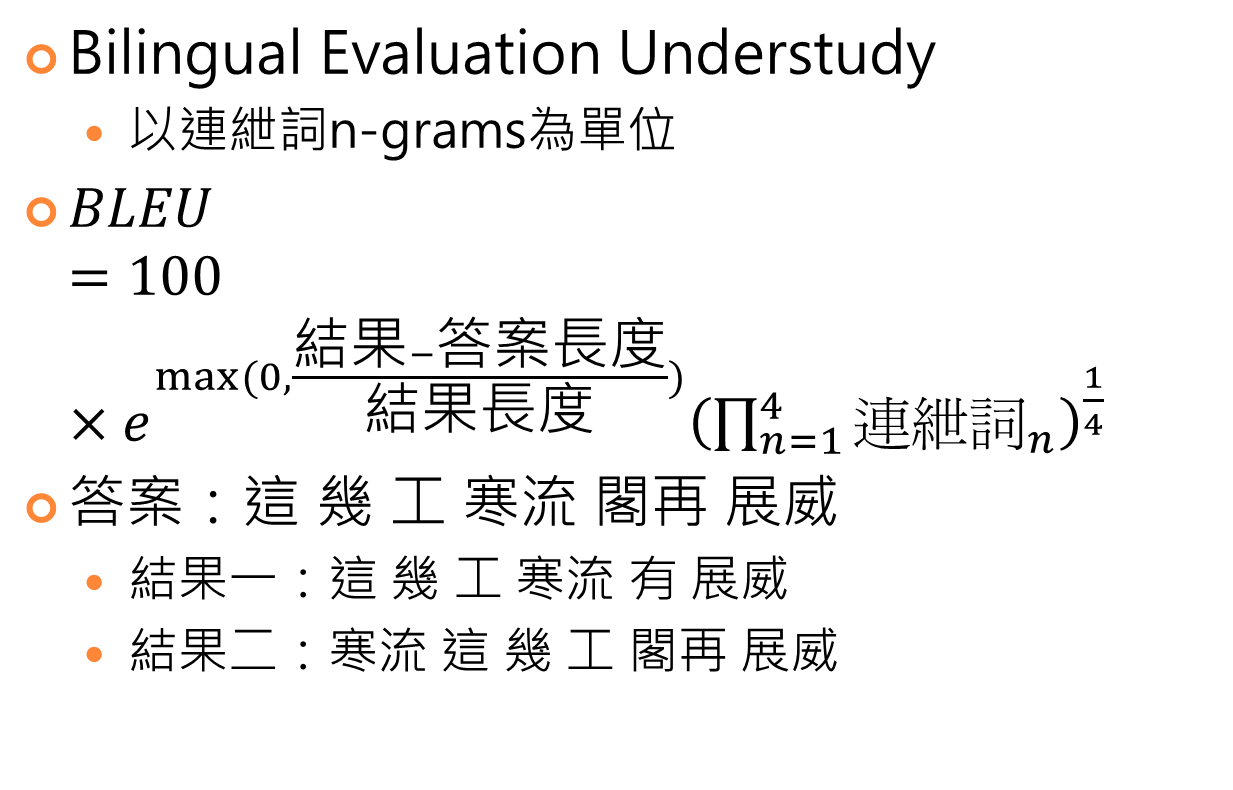 Bilingual Evaluation Understudy
以連紲詞n-grams為單位
BLEU
= 100
× e^{max(0, \frac{結果−答案長度}{結果長度})} (∏_{n=1}^{4} 連紲詞_n)^{\frac{1}{4}}
答案：這 幾 工 寒流 閣再 展威
結果一：這 幾 工 寒流 有 展威
結果二：寒流 這 幾 工 閣再 展威